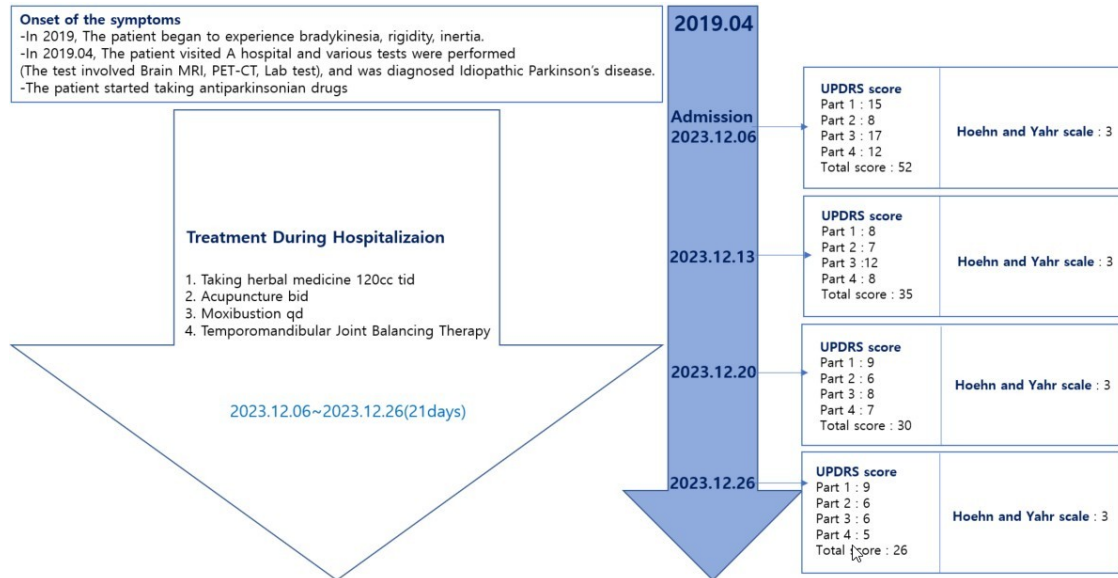 Onset of the symptoms
-In 2019, The patient began to experience bradykinesia, rigidity, inertia.
-In 2019.04, The patient visited A hospital and various tests were performed
(The test involved Brain MRI, PET-CT, Lab test), and was diagnosed Idiopathic Parkinson's disease.
-The patient started taking antiparkinsonian drugs
Treatment During Hospitalizaion
1. Taking herbal medicine 120cc tid
2. Acupuncture bid
3. Moxibustion qd
4. Temporomandibular Joint Balancing Therapy
2023.12.06~2023.12.26(21days)
2019.04
Admission
2023.12.06
UPDRS score
Part 1 : 15
Part 2 : 8
Part 3 : 17
Part 4 : 12
Total score : 52
Hoehn and Yahr scale : 3
2023.12.13
UPDRS score
Part 1 : 8
Part 2 : 7
Part 3 :12
Part 4 : 8
Total score : 35
Hoehn and Yahr scale : 3
2023.12.20
UPDRS score
Part 1 : 9
Part 2 : 6
Part 3 : 8
Part 4 : 7
Total score : 30
Hoehn and Yahr scale : 3
2023.12.26
UPDRS score
Part 1 : 9
Part 2 : 6
Part 3 : 6
Part 4 : 5
Total score : 26
Hoehn and Yahr scale : 3